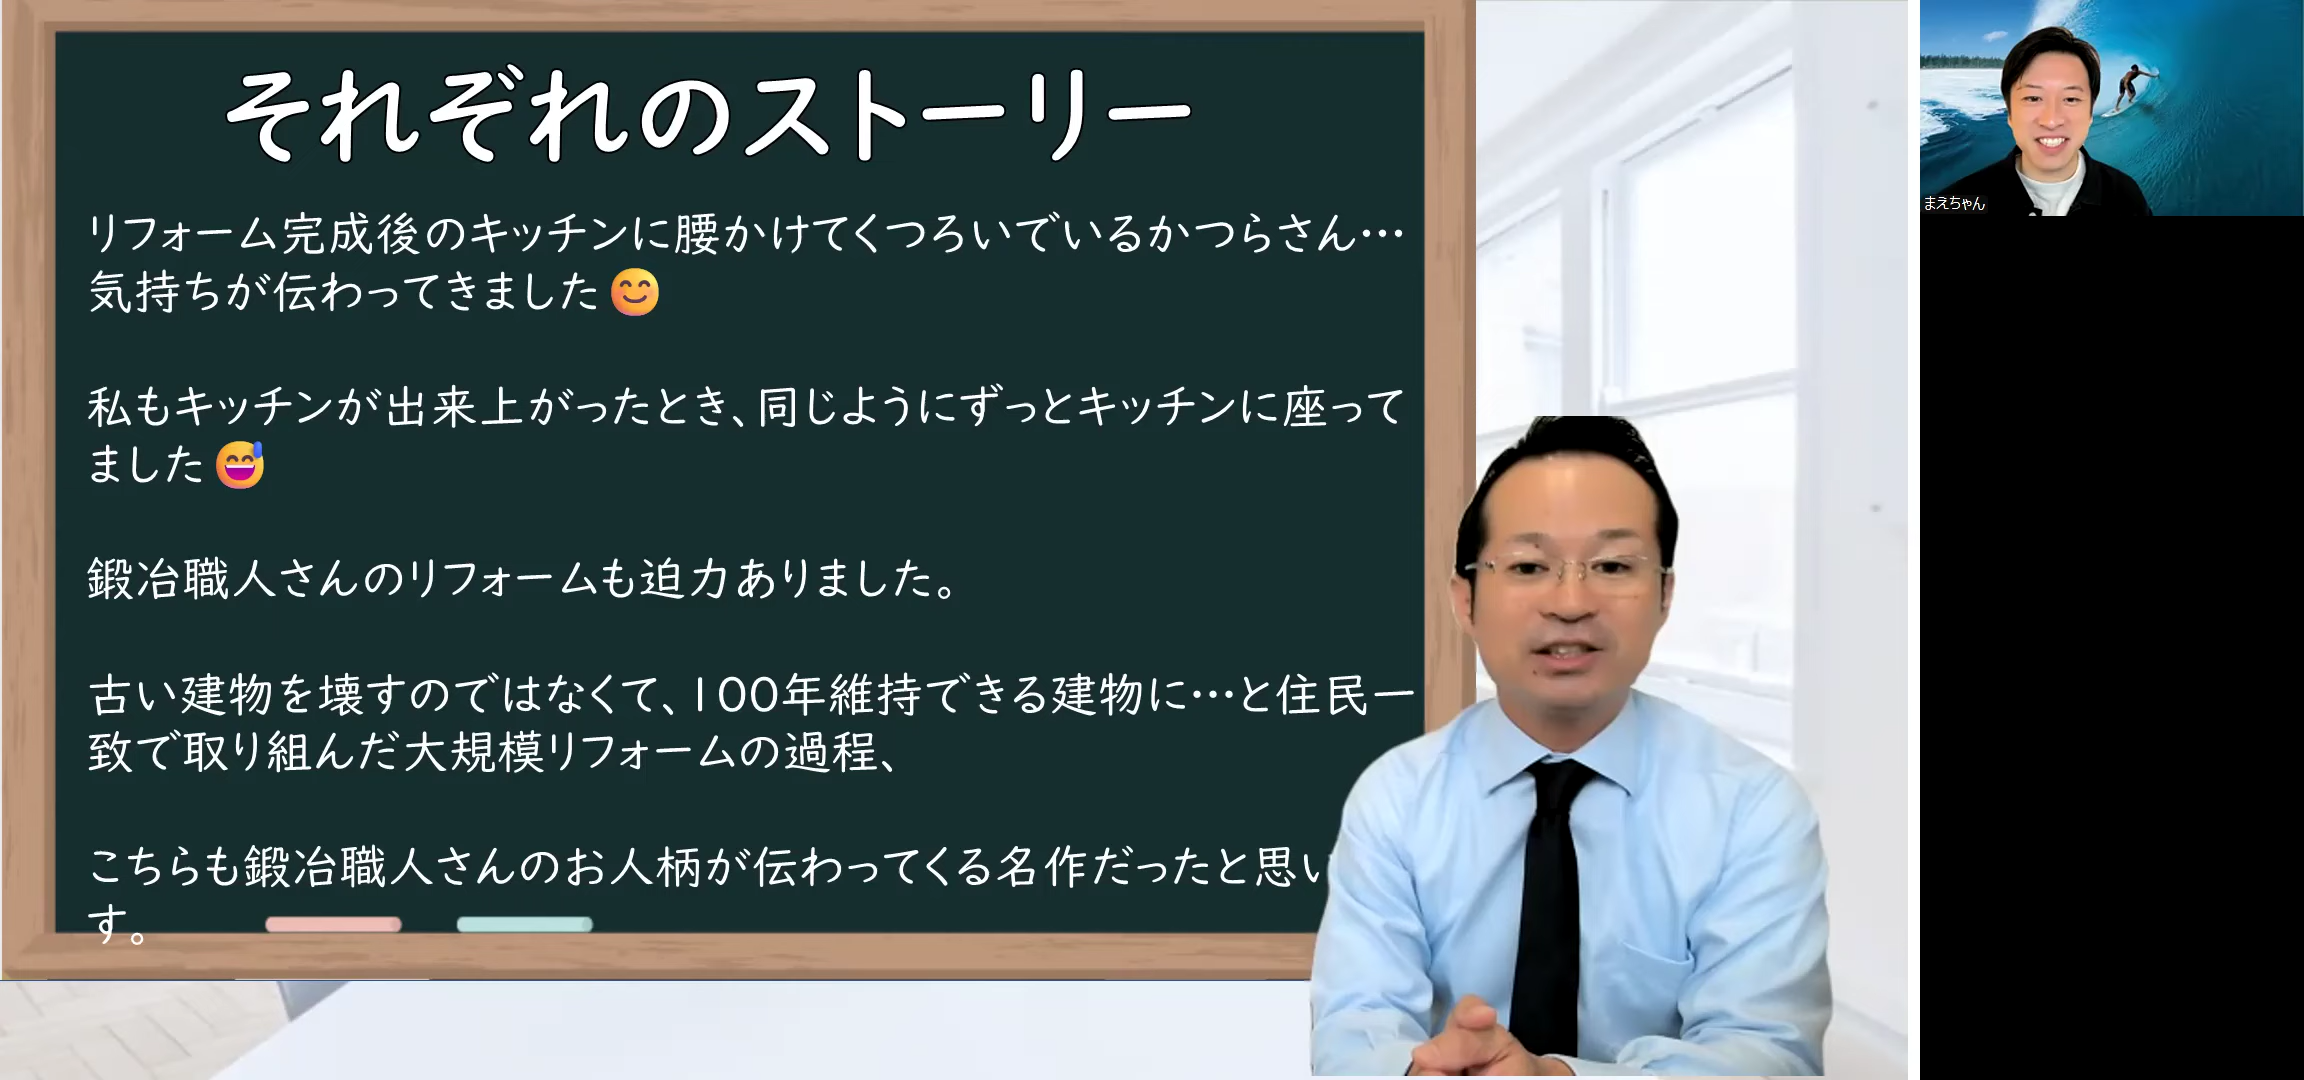 それぞれのストーリー
リフォーム完成後のキッチンに腰かけてくつろいでいるかつらさん…
気持ちが伝わってきました😊
私もキッチンが出来上がったとき、同じようにずっとキッチンに座って
ました😅
鍛冶職人さんのリフォームも迫力ありました。
古い建物を壊すのではなくて、100年維持できる建物に…と住民一
致で取り組んだ大規模リフォームの過程、
こちらも鍛冶職人さんのお人柄が伝わってくる名作だったと思い
す。
まえちゃん